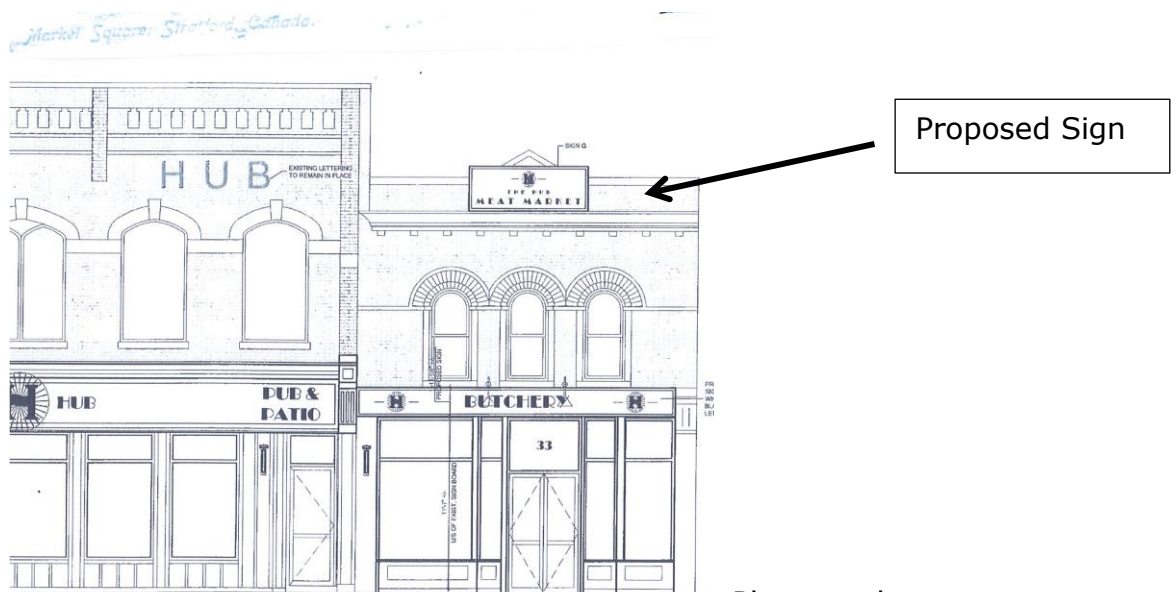 Market Square, Stratford, Canada.
Proposed Sign
SIGN G
HUB
EXISTING LETTERING
TO REMAIN IN PLACE
THE HUB
MEAT MARKET
PROPOSED SIGN
H HUB
PUB &
PATIO
H
BUTCHERY
H
33
U/S OF EXIST. SIGN BOARD